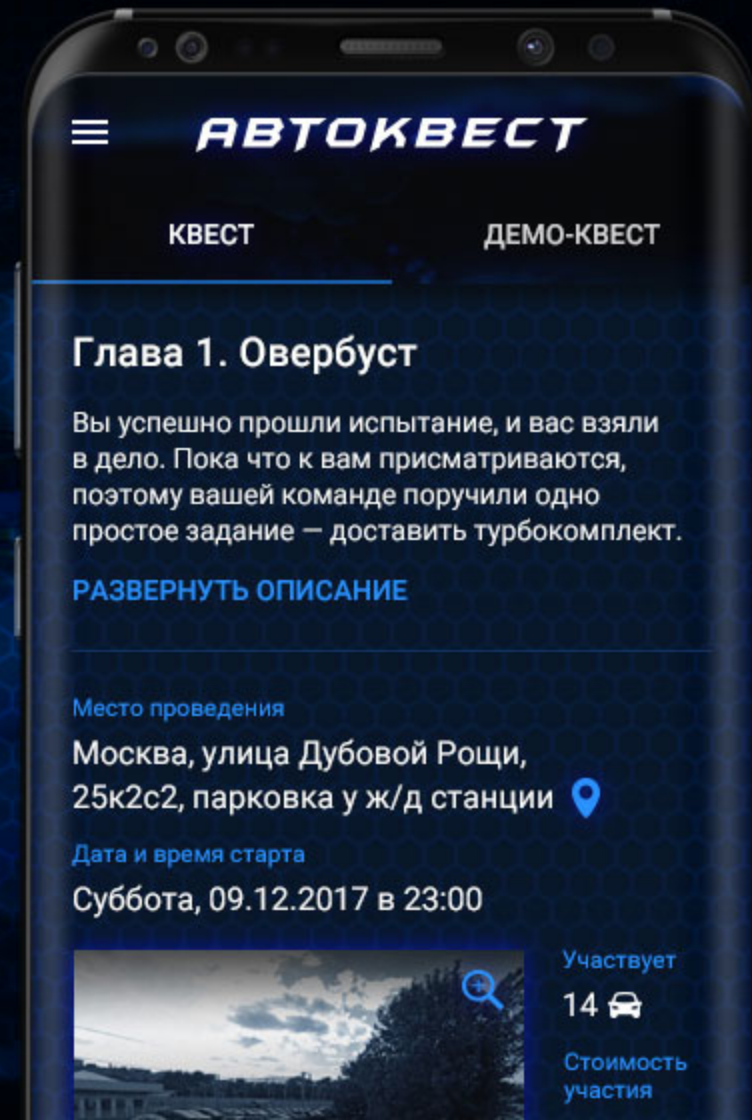 АВТОКВЕСТ
КВЕСТ
ДЕМО-КВЕСТ
Глава 1. Овербуст
Вы успешно прошли испытание, и вас взяли
в дело. Пока что к вам присматриваются,
поэтому вашей команде поручили одно
простое задание — доставить турбокомплект.
РАЗВЕРНУТЬ ОПИСАНИЕ
Место проведения
Москва, улица Дубовой Рощи,
25к2с2, парковка у ж/д станции
Дата и время старта
Суббота, 09.12.2017 в 23:00
Участвует
14
Стоимость
участия